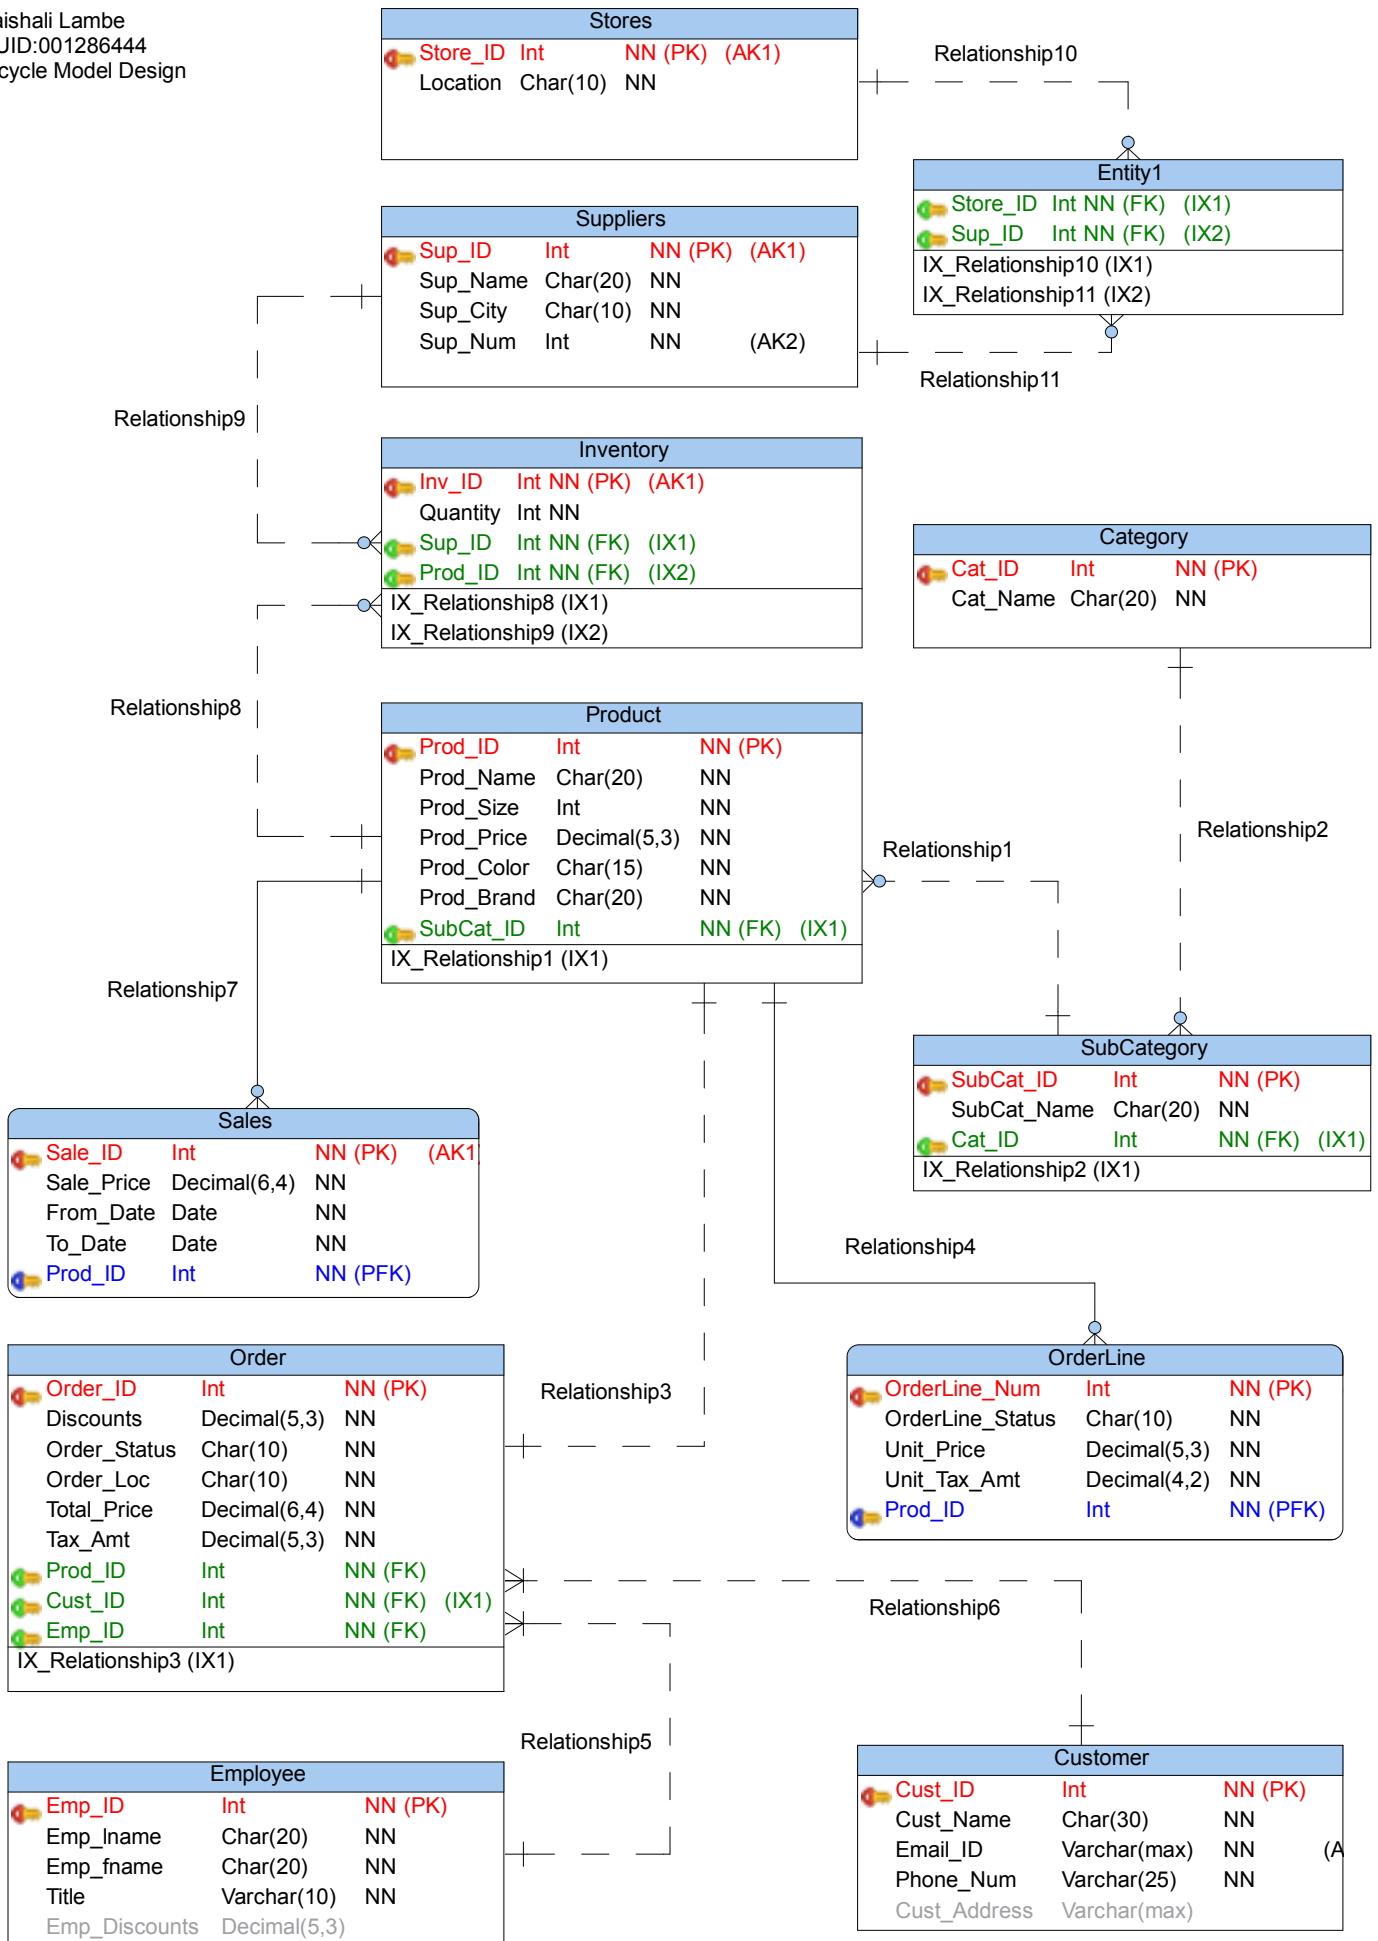 aishali Lambe
UID:001286444
cycle Model Design
Stores
Store_ID Int NN (PK) (AK1)
Location Char(10) NN
Relationship10
Entity1
Store_ID Int NN (FK) (IX1)
Sup_ID Int NN (FK) (IX2)
IX_Relationship10 (IX1)
IX_Relationship11 (IX2)
Suppliers
Sup_ID Int NN (PK) (AK1)
Sup_Name Char(20) NN
Sup_City Char(10) NN
Sup_Num Int NN (AK2)
Relationship11
Relationship9
Inventory
Inv_ID Int NN (PK) (AK1)
Quantity Int NN
Sup_ID Int NN (FK) (IX1)
Prod_ID Int NN (FK) (IX2)
IX_Relationship8 (IX1)
IX_Relationship9 (IX2)
Category
Cat_ID Int NN (PK)
Cat_Name Char(20) NN
Relationship8
Product
Prod_ID Int NN (PK)
Prod_Name Char(20) NN
Prod_Size Int NN
Prod_Price Decimal(5,3) NN
Prod_Color Char(15) NN
Prod_Brand Char(20) NN
SubCat_ID Int NN (FK) (IX1)
IX_Relationship1 (IX1)
Relationship1
Relationship2
Relationship7
SubCategory
SubCat_ID Int NN (PK)
SubCat_Name Char(20) NN
Cat_ID Int NN (FK) (IX1)
IX_Relationship2 (IX1)
Sales
Sale_ID Int NN (PK) (AK1
Sale_Price Decimal(6,4) NN
From_Date Date NN
To_Date Date NN
Prod_ID Int NN (PFK)
Relationship4
Order
Order_ID Int NN (PK)
Discounts Decimal(5,3) NN
Order_Status Char(10) NN
Order_Loc Char(10) NN
Total_Price Decimal(6,4) NN
Tax_Amt Decimal(5,3) NN
Prod_ID Int NN (FK)
Cust_ID Int NN (FK) (IX1)
Emp_ID Int NN (FK)
IX_Relationship3 (IX1)
Relationship3
OrderLine
OrderLine_Num Int NN (PK)
OrderLine_Status Char(10) NN
Unit_Price Decimal(5,3) NN
Unit_Tax_Amt Decimal(4,2) NN
Prod_ID Int NN (PFK)
Relationship6
Relationship5
Employee
Emp_ID Int NN (PK)
Emp_lname Char(20) NN
Emp_fname Char(20) NN
Title Varchar(10) NN
Emp_Discounts Decimal(5,3)
Customer
Cust_ID Int NN (PK)
Cust_Name Char(30) NN
Email_ID Varchar(max) NN (A
Phone_Num Varchar(25) NN
Cust_Address Varchar(max)